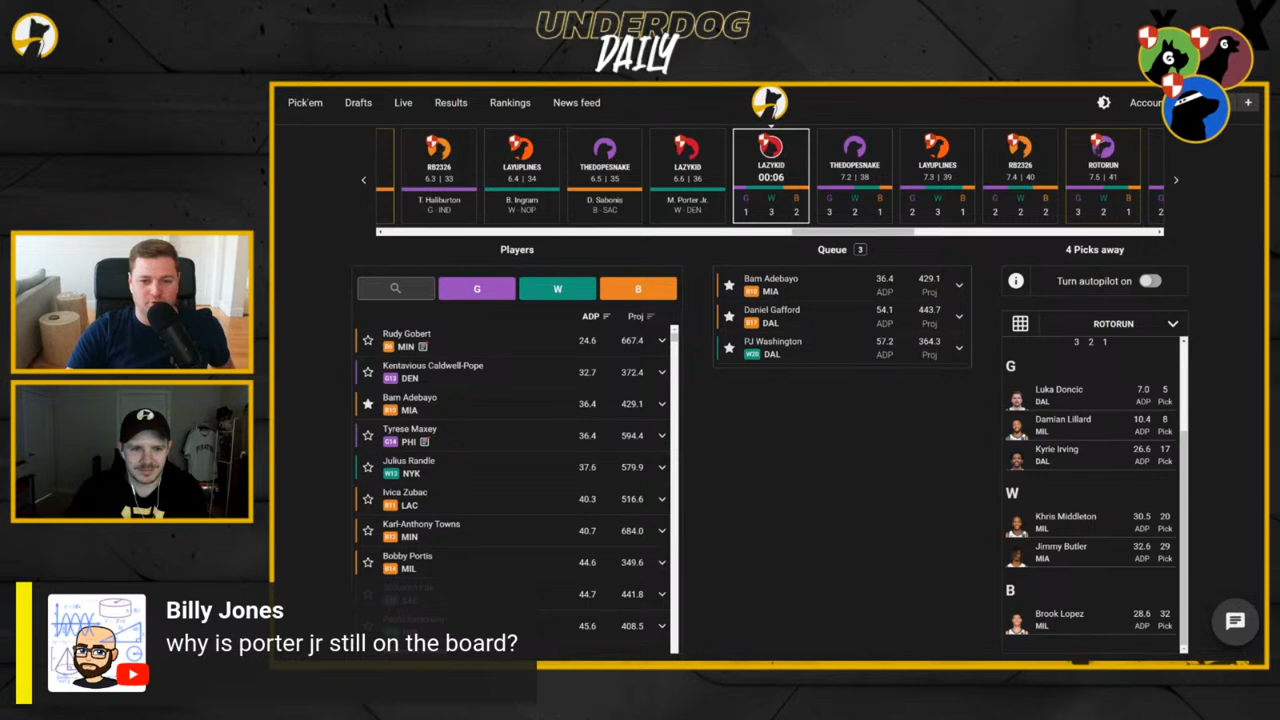 UNDERDOG
DAILY
Pick'em Drafts Live Results Rankings News feed
+
RB2326
6.3 | 33
T. Haliburton
G - IND
LAYUPLINES
6.4 | 34
B. Ingram
W - NOP
THEDOPESNAKE
6.5 | 35
D. Sabonis
B - SAC
LAZYKID
6.6 | 36
M. Porter Jr.
W - DEN
LAZYKID
00:06
G W B
1 3 2
THEDOPESNAKE
7.2 | 38
G W B
3 2 1
LAYUPLINES
7.3 | 39
G W B
2 3 1
RB2326
7.4 | 40
G W B
2 2 2
ROTORUN
7.5 | 41
G W B
3 2 1
G
2
G
G
Players
G W B
ADP Proj
Rudy Gobert
MIN 24.6 667.4
Kentavious Caldwell-Pope
G13 DEN 32.7 372.4
Bam Adebayo
B10 MIA 36.4 429.1
Tyrese Maxey
G14 PHI 36.4 594.4
Julius Randle
W13 NYK 37.6 579.9
Ivica Zubac
B11 LAC 40.3 516.6
Karl-Anthony Towns
B12 MIN 40.7 684.0
Bobby Portis
B14 MIL 44.6 349.6
44.7 441.8
45.6 408.5
Queue 3
Bam Adebayo 36.4 429.1
B10 MIA ADP Proj
Daniel Gafford 54.1 443.7
B17 DAL ADP Proj
PJ Washington 57.2 364.3
W20 DAL ADP Proj
4 Picks away
Turn autopilot on
ROTORUN
3 2 1
G
Luka Doncic 7.0 5
DAL ADP Pick
Damian Lillard 10.4 8
MIL ADP Pick
Kyrie Irving 26.6 17
DAL ADP Pick
W
Khris Middleton 30.5 20
MIL ADP Pick
Jimmy Butler 32.6 29
MIA ADP Pick
B
Brook Lopez 28.6 32
MIL ADP Pick
Billy Jones
why is porter jr still on the board?